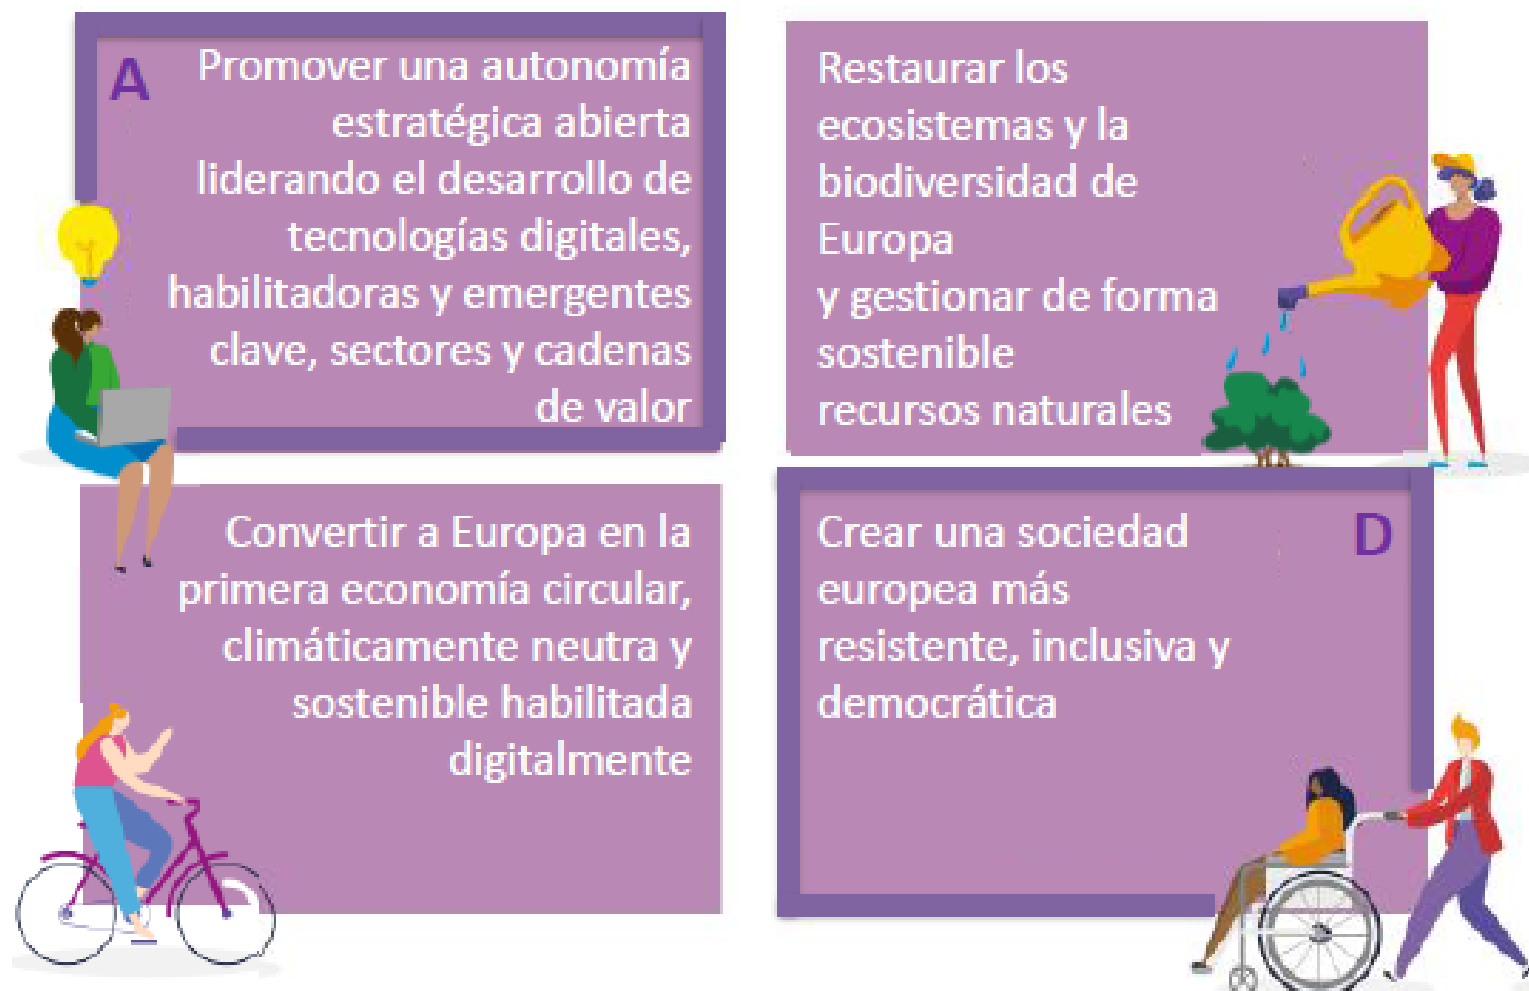 A
Promover una autonomía
estratégica abierta
liderando el desarrollo de
tecnologías digitales,
habilitadoras y emergentes
clave, sectores y cadenas
de valor
Restaurar los
ecosistemas y la
biodiversidad de
Europa
y gestionar de forma
sostenible
recursos naturales
Convertir a Europa en la
primera economía circular,
climáticamente neutra y
sostenible habilitada
digitalmente
D
Crear una sociedad
europea más
resistente, inclusiva y
democrática